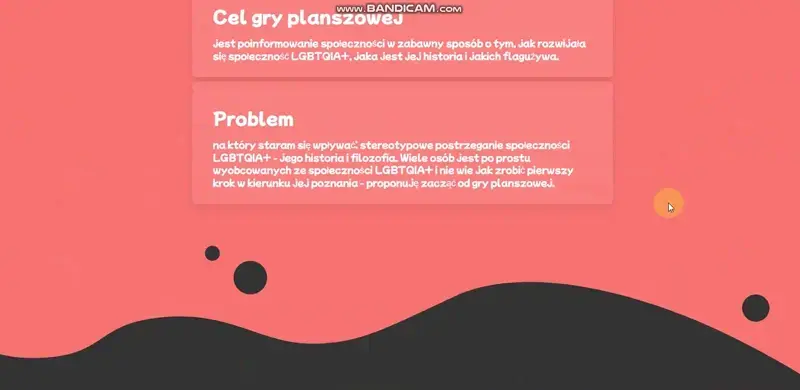 www.BANDICAM.com
Cel gry planszowej
Jest poinformowanie społeczności w zabawny sposób o tym, jak rozwijała
się społeczność LGBTQIA+, jaka jest jej historia i jakich flag używa.
Problem
na który staram się wpływać: stereotypowe postrzeganie społeczności
LGBTQIA+ - jego historia i filozofia. Wiele osób jest po prostu
wyobcowanych ze społeczności LGBTQIA+ i nie wie jak zrobić pierwszy
krok w kierunku jej poznania - proponuję zacząć od gry planszowej.